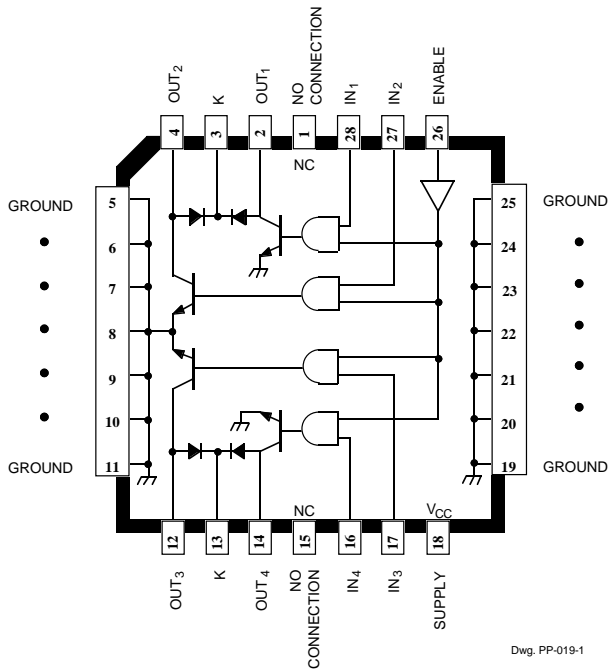 OUT2
K
OUT1
NO
CONNECTION
IN1
IN2
ENABLE
4
3
2
1
28
27
26
NC
GROUND
5
6
7
8
9
10
11
GROUND
25
GROUND
24
23
22
21
20
19
GROUND
NC
VCC
12
13
14
15
16
17
18
OUT3
K
OUT4
NO
CONNECTION
IN4
IN3
SUPPLY
Dwg. PP-019-1